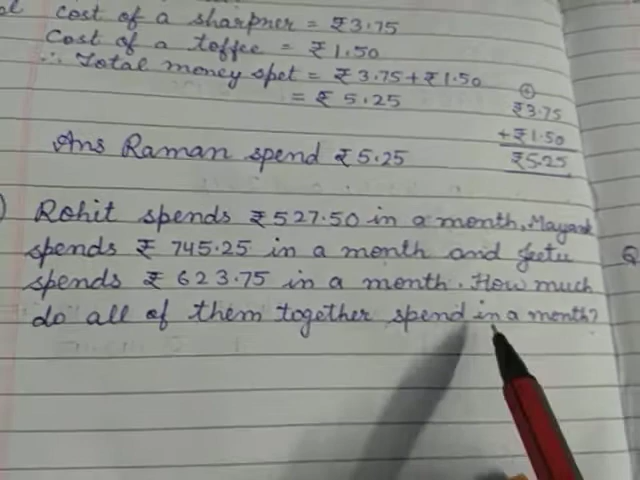 ol cost of a sharpner = ₹3.75
Cost of a toffee = ₹1.50
∴ Total money spet = ₹3.75+₹1.50
= ₹5.25
₹3.75
+₹1.50
₹5.25
Ans Raman spend ₹5.25
) Rohit spends ₹527.50 in a month, Mayank
spends ₹ 745.25 in a month and Jeetu
spends ₹ 623.75 in a month. How much
do all of them together spend in a month?
Q